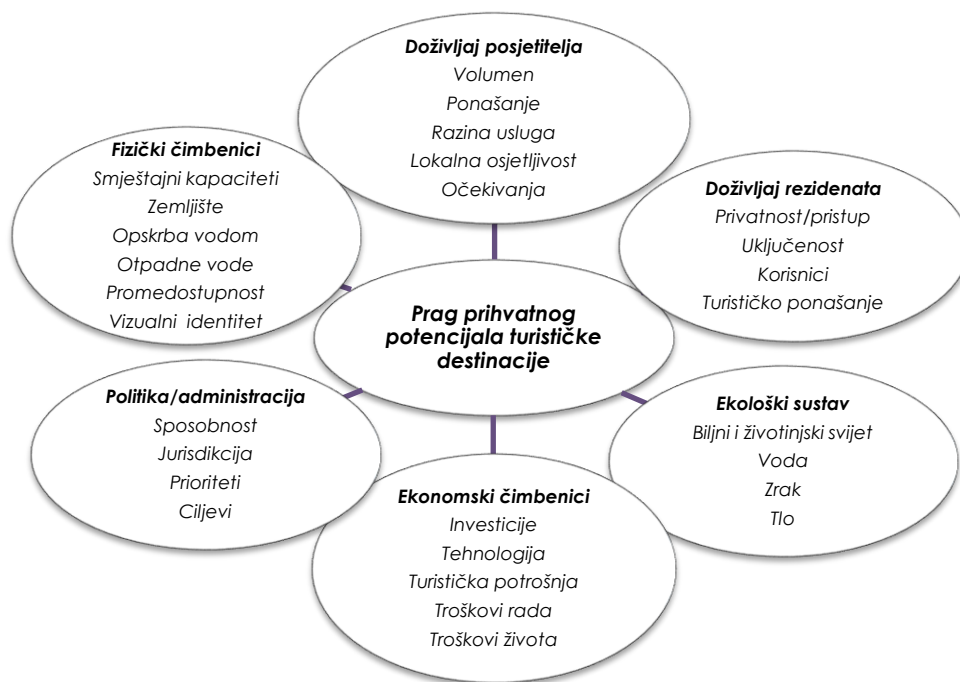 Doživljaj posjetitelja
Volumen
Ponašanje
Razina usluga
Lokalna osjetljivost
Očekivanja
Fizički čimbenici
Smještajni kapaciteti
Zemljište
Opskrba vodom
Otpadne vode
Promedostupnost
Vizualni identitet
Doživljaj rezidenata
Privatnost/pristup
Uključenost
Korisnici
Turističko ponašanje
Prag prihvatnog
potencijala turističke
destinacije
Politika/administracija
Sposobnost
Jurisdikcija
Prioriteti
Ciljevi
Ekonomski čimbenici
Investicije
Tehnologija
Turistička potrošnja
Troškovi rada
Troškovi života
Ekološki sustav
Biljni i životinjski svijet
Voda
Zrak
Tlo